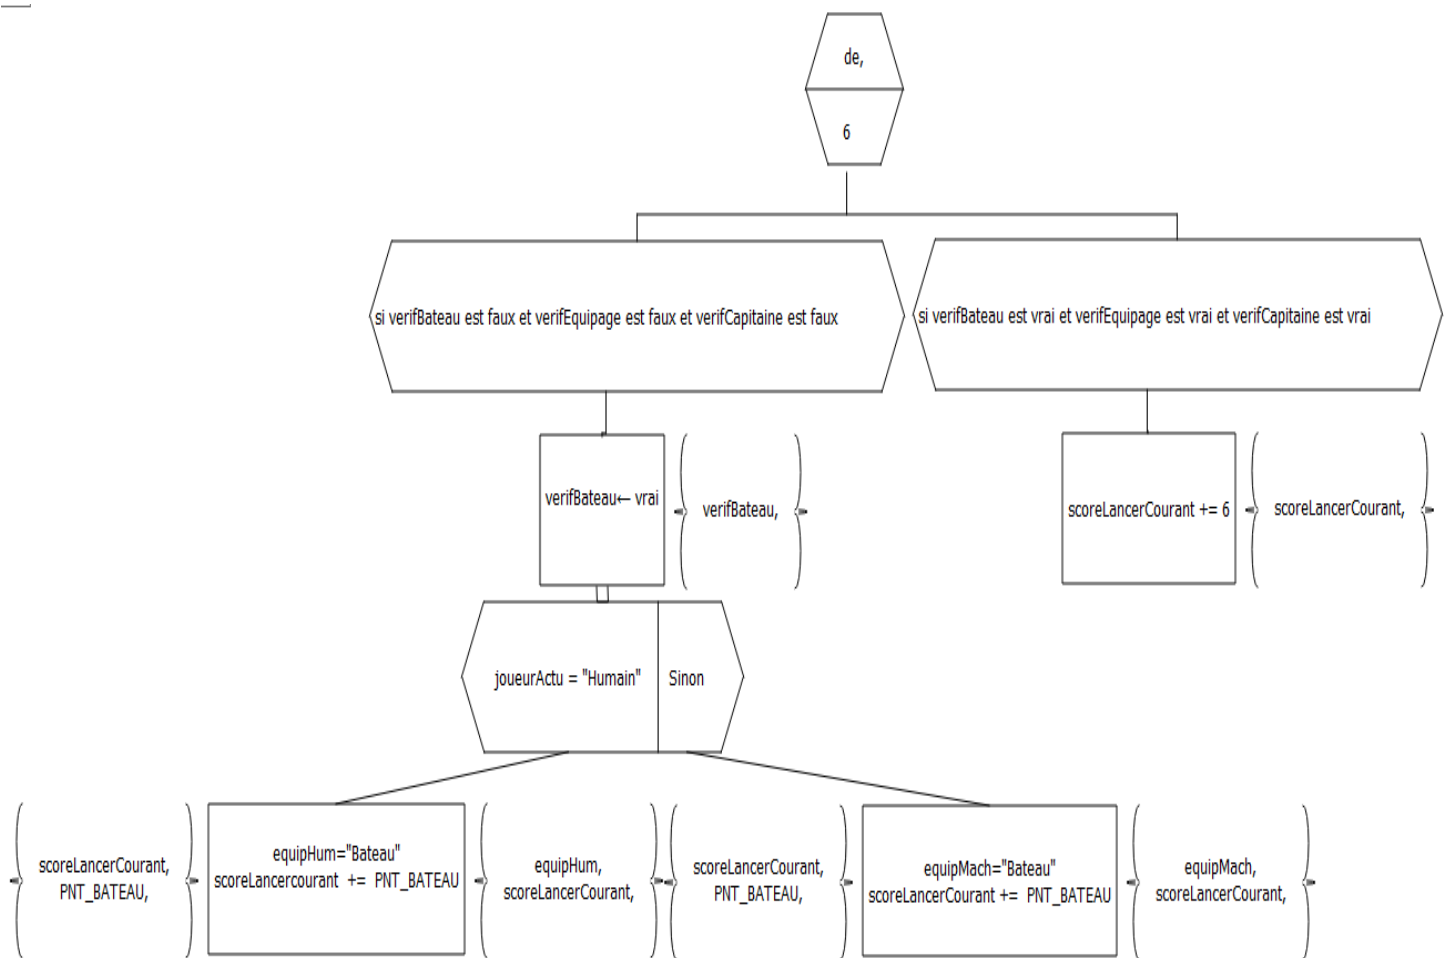 de,
6
si verifBateau est faux et verifEquipage est faux et verifCapitaine est faux
si verifBateau est vrai et verifEquipage est vrai et verifCapitaine est vrai
verifBateau← vrai
verifBateau,
scoreLancerCourant += 6
scoreLancerCourant,
joueurActu = "Humain"
Sinon
scoreLancerCourant,
PNT_BATEAU,
equipHum="Bateau"
scoreLancercourant += PNT_BATEAU
equipHum,
scoreLancerCourant,
scoreLancerCourant,
PNT_BATEAU,
equipMach="Bateau"
scoreLancerCourant += PNT_BATEAU
equipMach,
scoreLancerCourant,